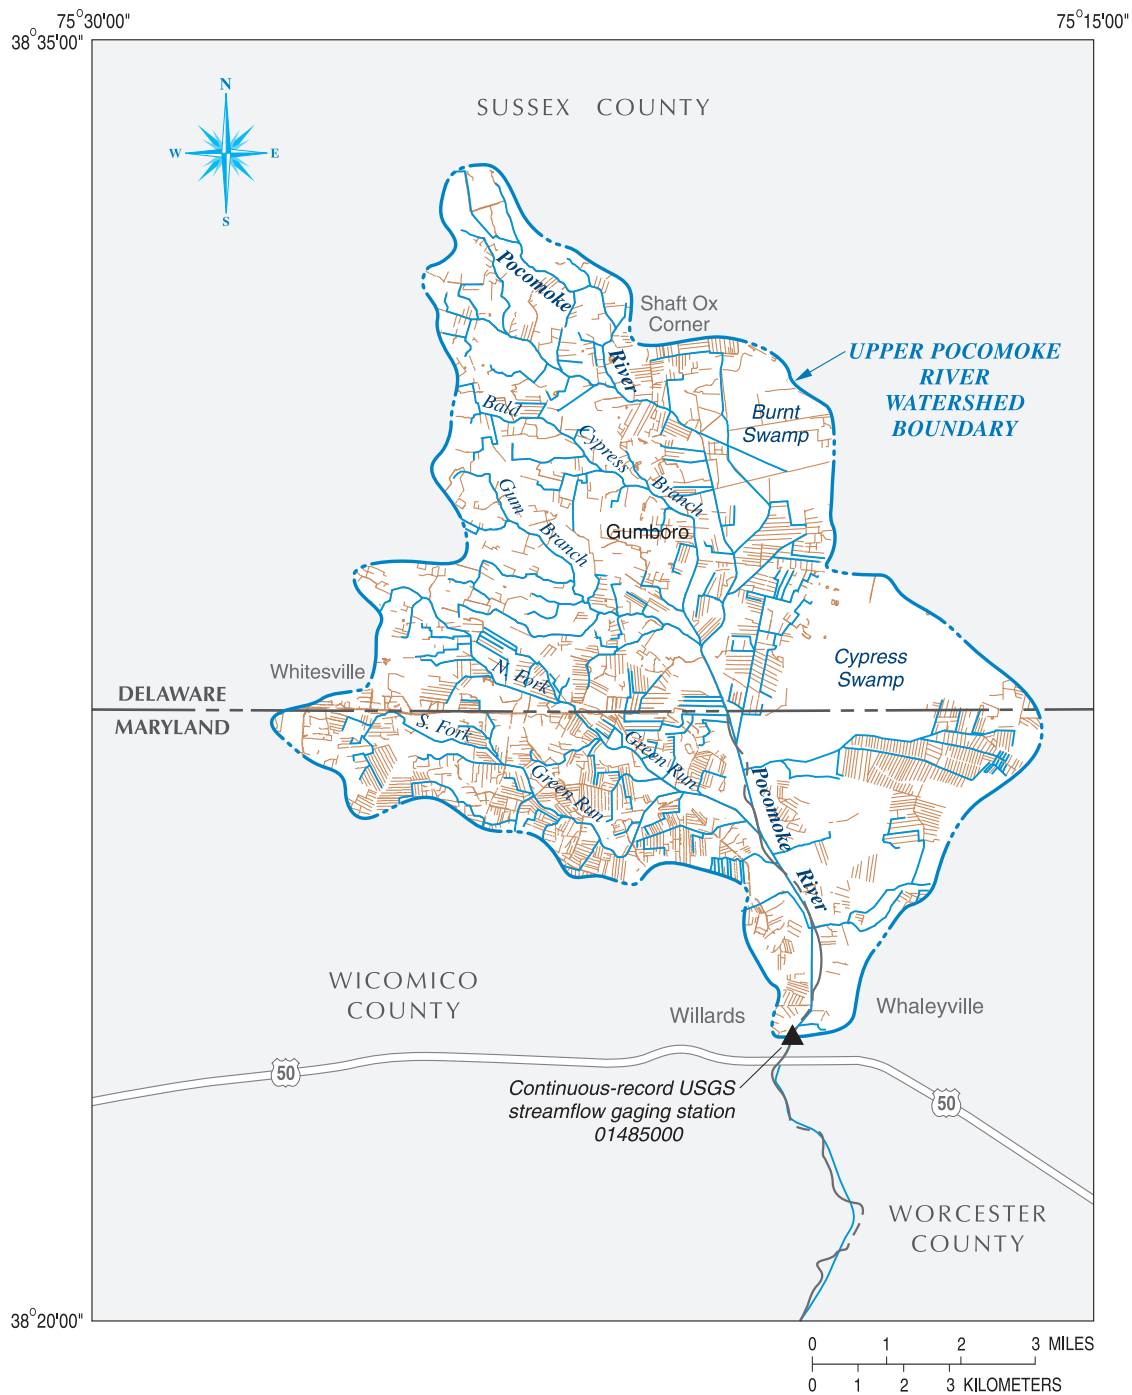 75°30'00"
75°15'00"
38°35'00"
N
W
E
S
SUSSEX COUNTY
Pocomoke
River
Shaft Ox
Corner
UPPER POCOMOKE
RIVER
WATERSHED
BOUNDARY
Burnt
Swamp
Bald
Cypress
Branch
Gum
Branch
Gumboro
Cypress
Swamp
Whitesville
N. Fork
DELAWARE
MARYLAND
S. Fork
Green Run
Green Run
Pocomoke
River
WICOMICO
COUNTY
Willards
Whaleyville
50
50
Continuous-record USGS
streamflow gaging station
01485000
WORCESTER
COUNTY
38°20'00"
0 1 2 3 MILES
0 1 2 3 KILOMETERS